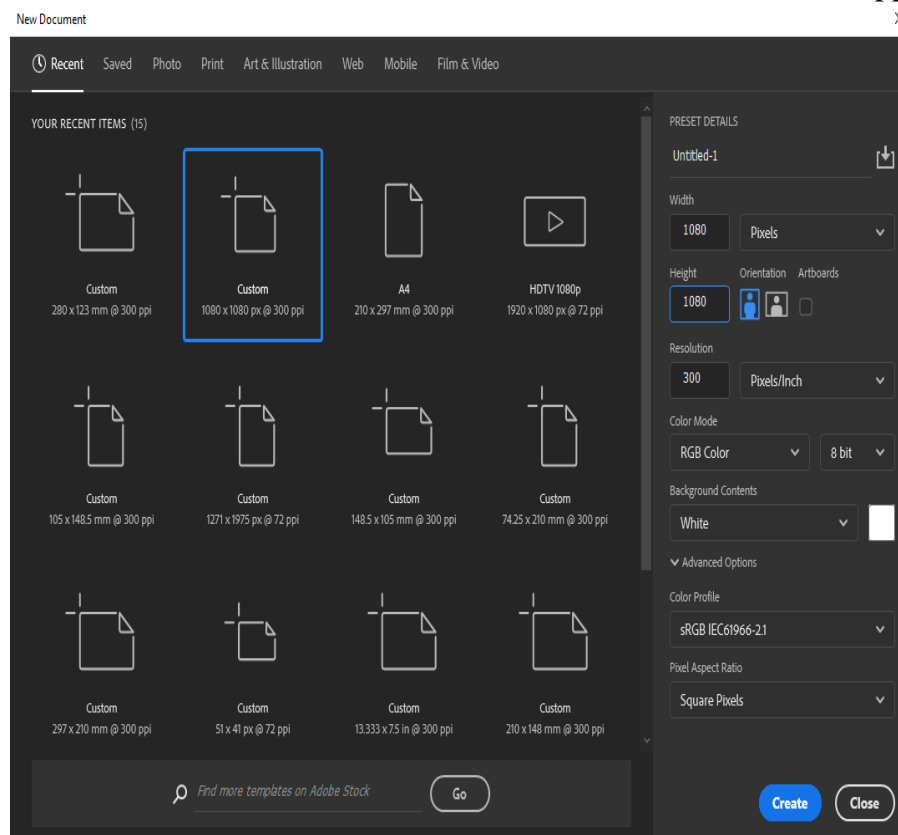 New Document
Recent Saved Photo Print Art & Illustration Web Mobile Film & Video
YOUR RECENT ITEMS (15)
Custom
280 x 123 mm @ 300 ppi
Custom
1080 x 1080 px @ 300 ppi
A4
210 x 297 mm @ 300 ppi
HDTV 1080p
1920 x 1080 px @ 72 ppi
Custom
105 x 148.5 mm @ 300 ppi
Custom
1271 x 1975 px @ 72 ppi
Custom
148.5 x 105 mm @ 300 ppi
Custom
74.25 x 210 mm @ 300 ppi
Custom
297 x 210 mm @ 300 ppi
Custom
51 x 41 px @ 72 ppi
Custom
13.333 x 7.5 in @ 300 ppi
Custom
210 x 148 mm @ 300 ppi
Find more templates on Adobe Stock
Go
PRESET DETAILS
Untitled-1
Width
1080 Pixels
Height Orientation Artboards
1080
Resolution
300 Pixels/Inch
Color Mode
RGB Color 8 bit
Background Contents
White
Advanced Options
Color Profile
sRGB IEC61966-2.1
Pixel Aspect Ratio
Square Pixels
Create Close